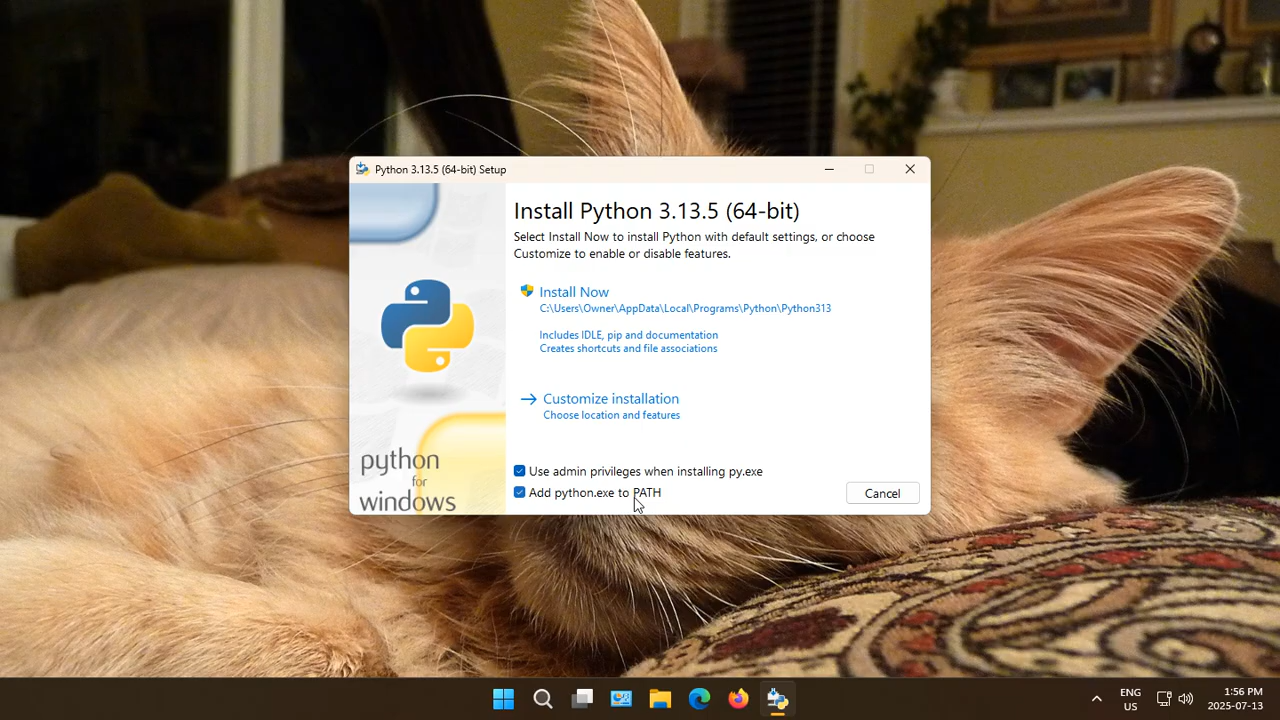 Python 3.13.5 (64-bit) Setup
Install Python 3.13.5 (64-bit)
Select Install Now to install Python with default settings, or choose
Customize to enable or disable features.
Install Now
C:\Users\Owner\AppData\Local\Programs\Python\Python313
Includes IDLE, pip and documentation
Creates shortcuts and file associations
Customize installation
Choose location and features
python
for
windows
Use admin privileges when installing py.exe
Add python.exe to PATH
Cancel
ENG
US
1:56 PM
2025-07-13